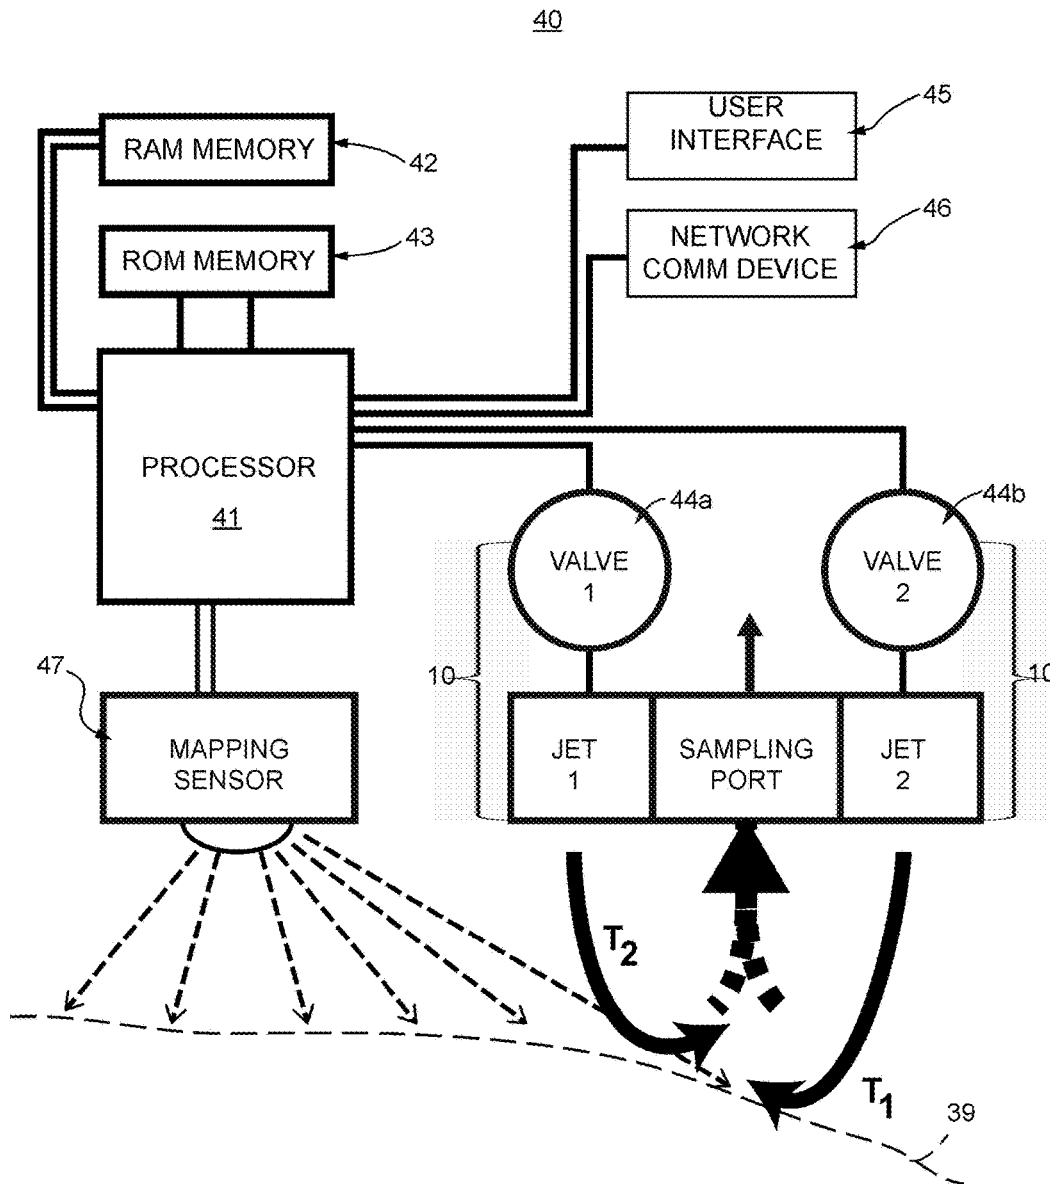 40
RAM MEMORY
42
ROM MEMORY
43
USER
INTERFACE
45
NETWORK
COMM DEVICE
46
PROCESSOR
41
44a
VALVE
1
44b
VALVE
2
10
10
47
MAPPING
SENSOR
JET
1
SAMPLING
PORT
JET
2
T2
T1
39